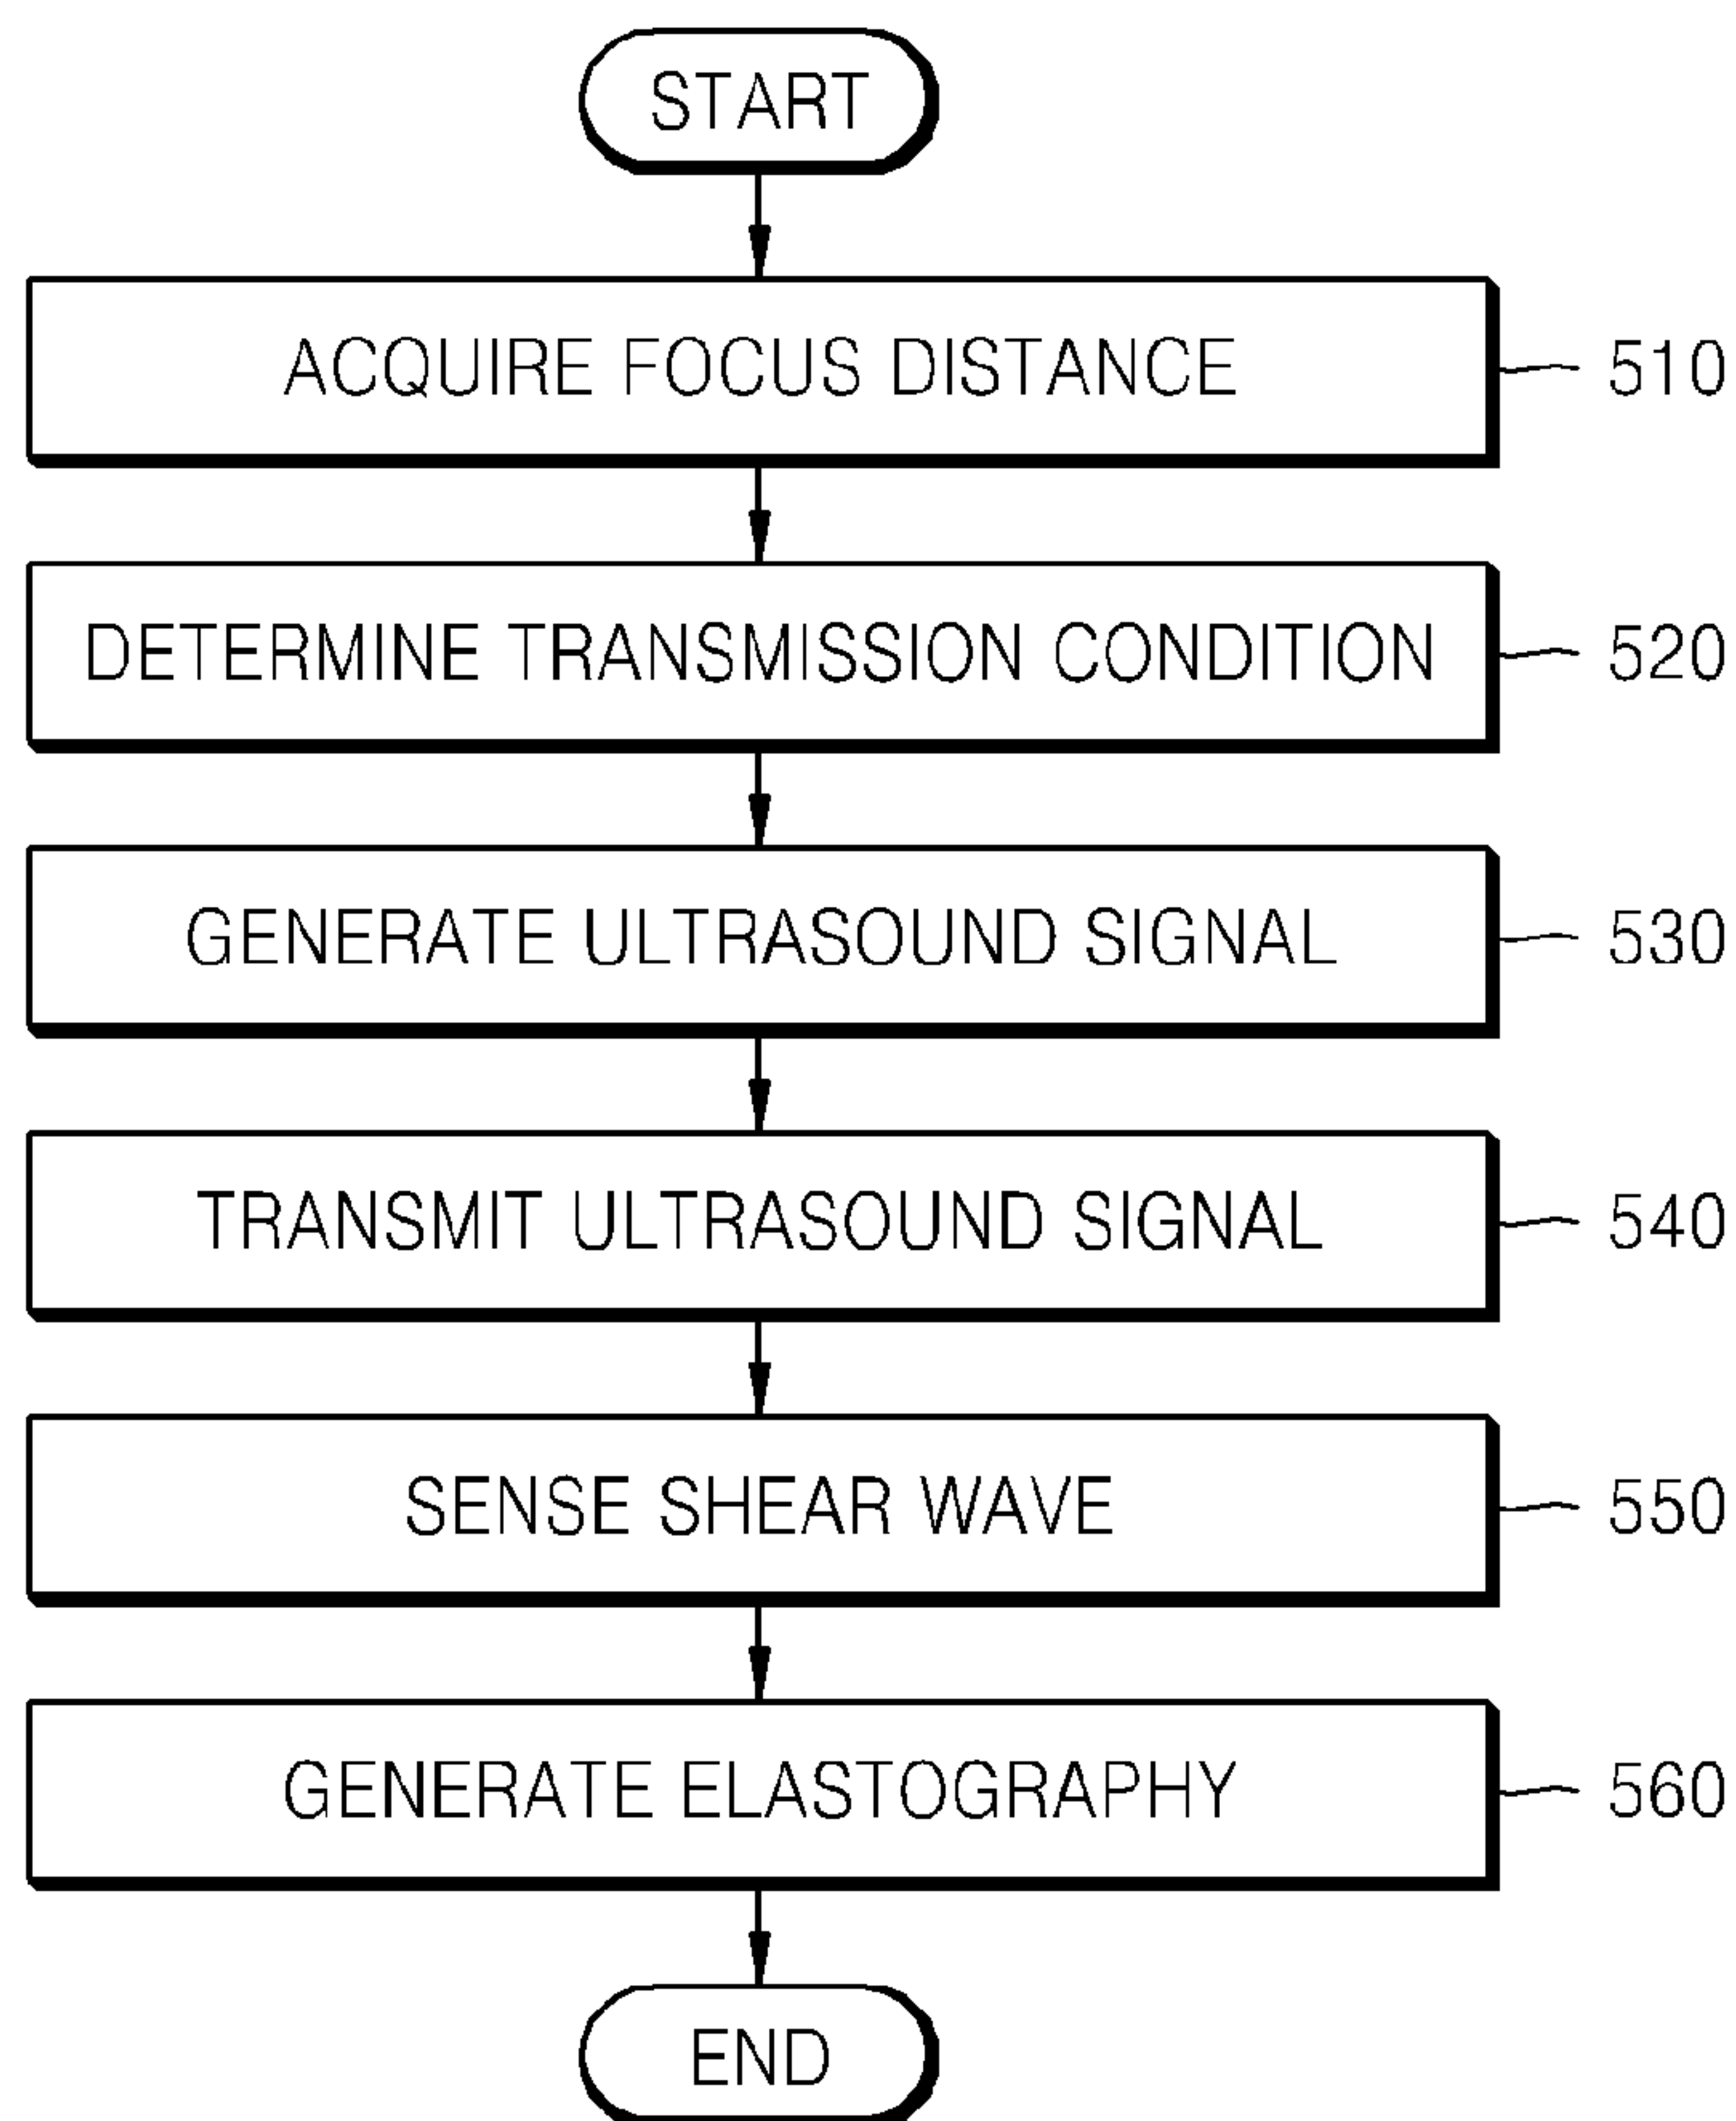 START
ACQUIRE FOCUS DISTANCE
510
DETERMINE TRANSMISSION CONDITION
520
GENERATE ULTRASOUND SIGNAL
530
TRANSMIT ULTRASOUND SIGNAL
540
SENSE SHEAR WAVE
550
GENERATE ELASTOGRAPHY
560
END